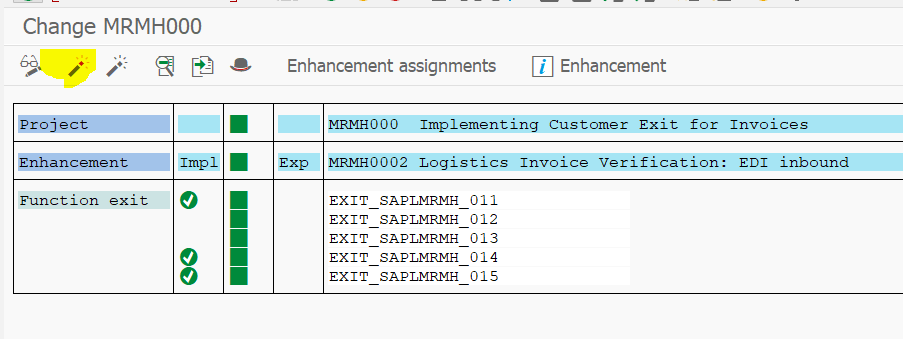 Change MRMH000
Enhancement assignments Enhancement
Project MRMH000 Implementing Customer Exit for Invoices
Enhancement Impl Exp MRMH0002 Logistics Invoice Verification: EDI inbound
Function exit EXIT_SAPLMRMH_011
EXIT_SAPLMRMH_012
EXIT_SAPLMRMH_013
EXIT_SAPLMRMH_014
EXIT_SAPLMRMH_015